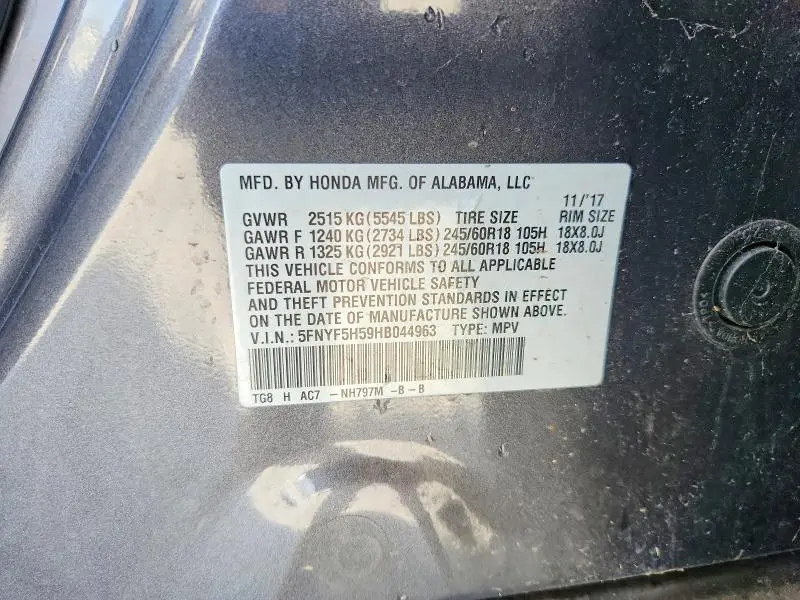 MFD. BY HONDA MFG. OF ALABAMA, LLC
11/'17
GVWR 2515 KG (5545 LBS) TIRE SIZE RIM SIZE
GAWR F 1240 KG (2734 LBS) 245/60R18 105H 18X8.0J
GAWR R 1325 KG (2921 LBS) 245/60R18 105H 18X8.0J
THIS VEHICLE CONFORMS TO ALL APPLICABLE
FEDERAL MOTOR VEHICLE SAFETY
AND THEFT PREVENTION STANDARDS IN EFFECT
ON THE DATE OF MANUFACTURE SHOWN ABOVE.
V.I.N.: 5FNYF5H59HB044963 TYPE: MPV
TG8 H AC7 -NH797M -B-B